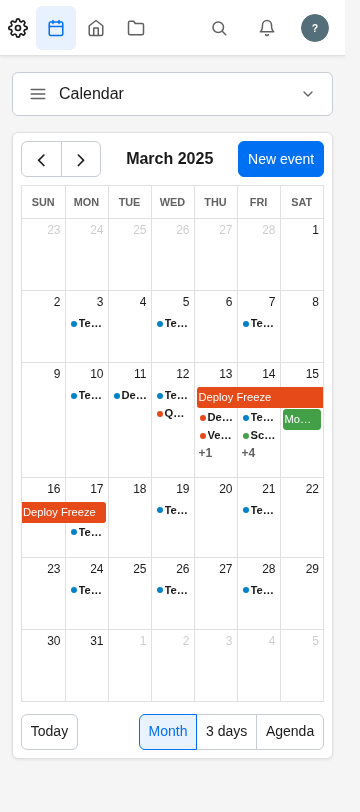 ?
Calendar
March 2025
New event
SUN MON TUE WED THU FRI SAT
23 24 25 26 27 28 1
2 3 4 5 6 7 8
Te... Te... Te...
9 10 11 12 13 14 15
Deploy Freeze
Te... De... Te... De... Te... Mo...
Q... Ve... Sc...
+1 +4
16 17 18 19 20 21 22
Deploy Freeze
Te... Te... Te...
23 24 25 26 27 28 29
Te... Te... Te...
30 31 1 2 3 4 5
Today Month 3 days Agenda